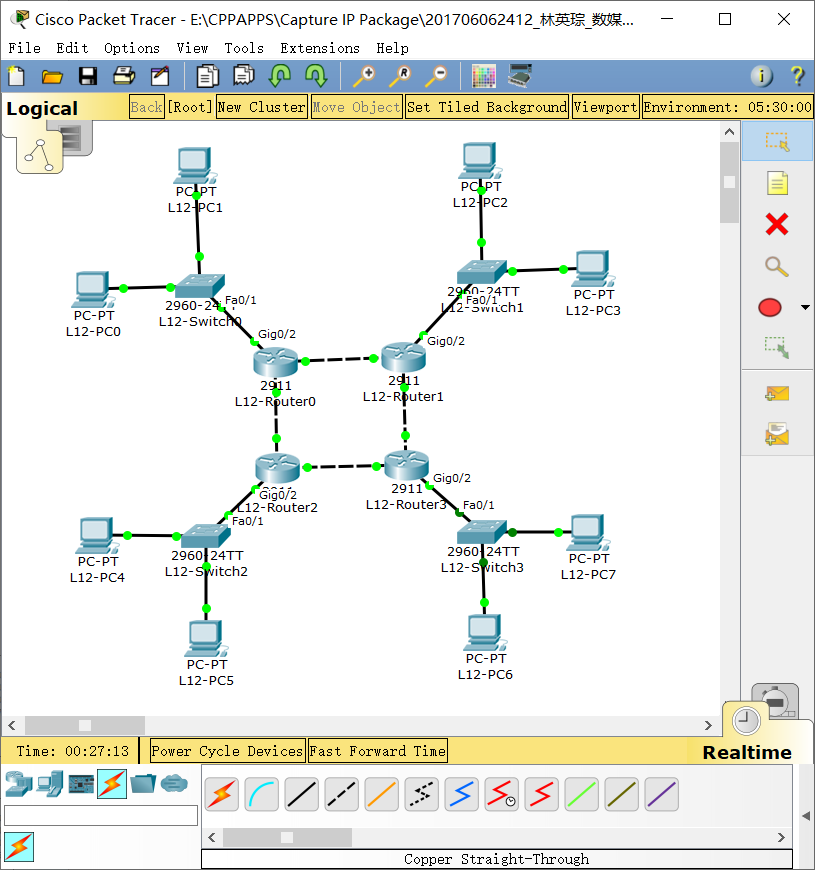 Cisco Packet Tracer - E:\CPPAPPS\Capture IP Package\201706062412_林英琮_数媒...
File Edit Options View Tools Extensions Help
Logical Back [Root] New Cluster Move Object Set Tiled Background Viewport Environment: 05:30:00
PC-PT
L12-PC1
PC-PT
L12-PC2
PC-PT
L12-PC0
2960-24TT
L12-Switch0
Fa0/1
2960-24TT
L12-Switch1
Fa0/1
PC-PT
L12-PC3
Gig0/2
2911
L12-Router0
Gig0/2
2911
L12-Router1
2911
L12-Router2
Gig0/2
2911
L12-Router3
Gig0/2
Fa0/1
2960-24TT
L12-Switch2
Fa0/1
2960-24TT
L12-Switch3
PC-PT
L12-PC4
PC-PT
L12-PC7
PC-PT
L12-PC5
PC-PT
L12-PC6
Time: 00:27:13 Power Cycle Devices Fast Forward Time
Realtime
Copper Straight-Through